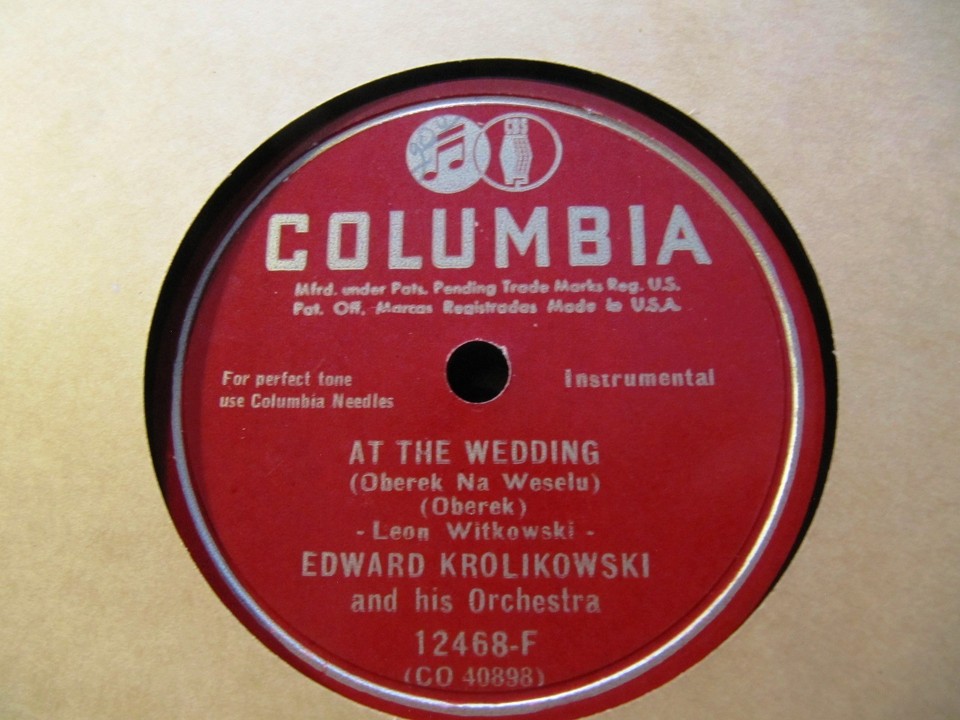 CBS
COLUMBIA
Mfrd. under Pats. Pending Trade Marks Reg. U.S.
Pat. Off. Marcas Registradas Made in U.S.A.
For perfect tone
use Columbia Needles
Instrumental
AT THE WEDDING
(Oberek Na Weselu)
(Oberek)
- Leon Witkowski -
EDWARD KROLIKOWSKI
and his Orchestra
12468-F
(CO 40898)